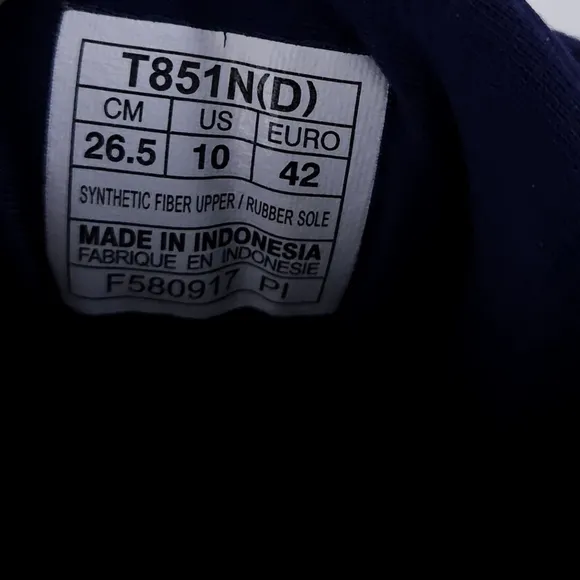 T851N(D)
CM US EURO
26.5 10 42
SYNTHETIC FIBER UPPER / RUBBER SOLE
MADE IN INDONESIA
FABRIQUE EN INDONESIE
F580917 PI